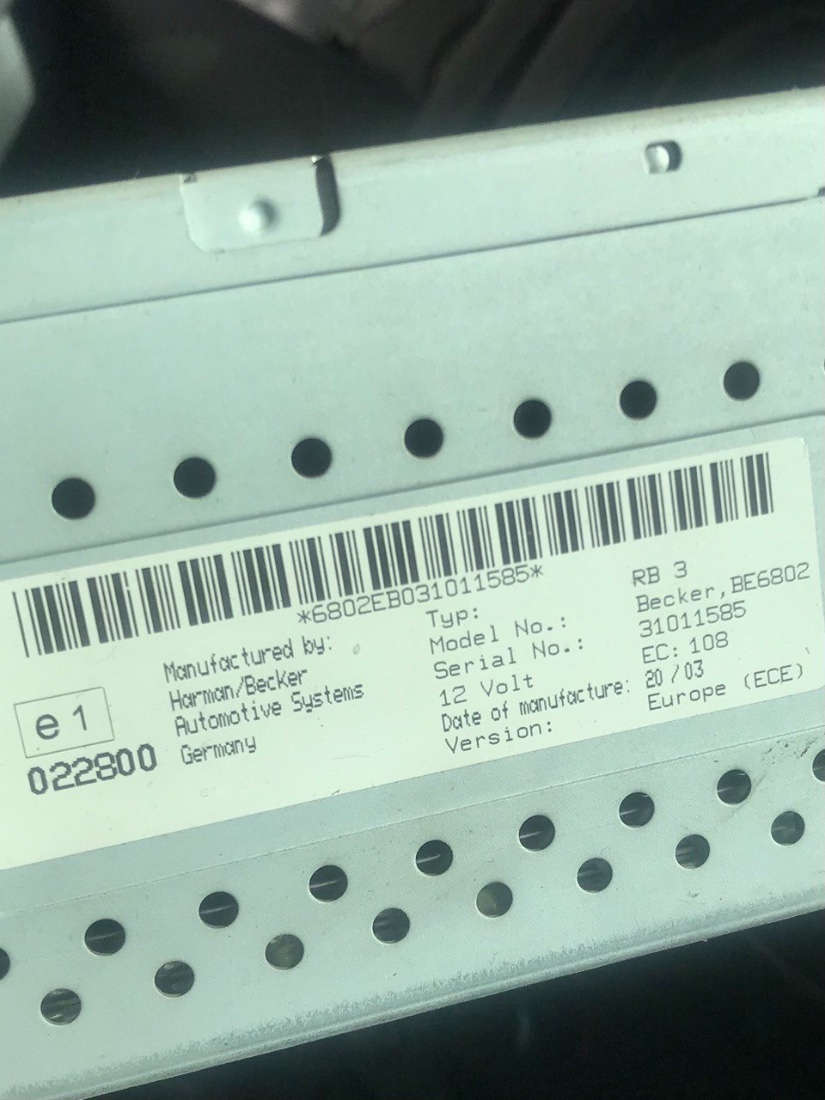 *6802EB031011585*
e 1
022800
Manufactured by:
Harman/Becker
Automotive Systems
Germany
Typ: RB 3
Model No.: Becker,BE6802
Serial No.: 31011585
12 Volt EC: 108
Date of manufacture: 20/03
Version: Europe (ECE)